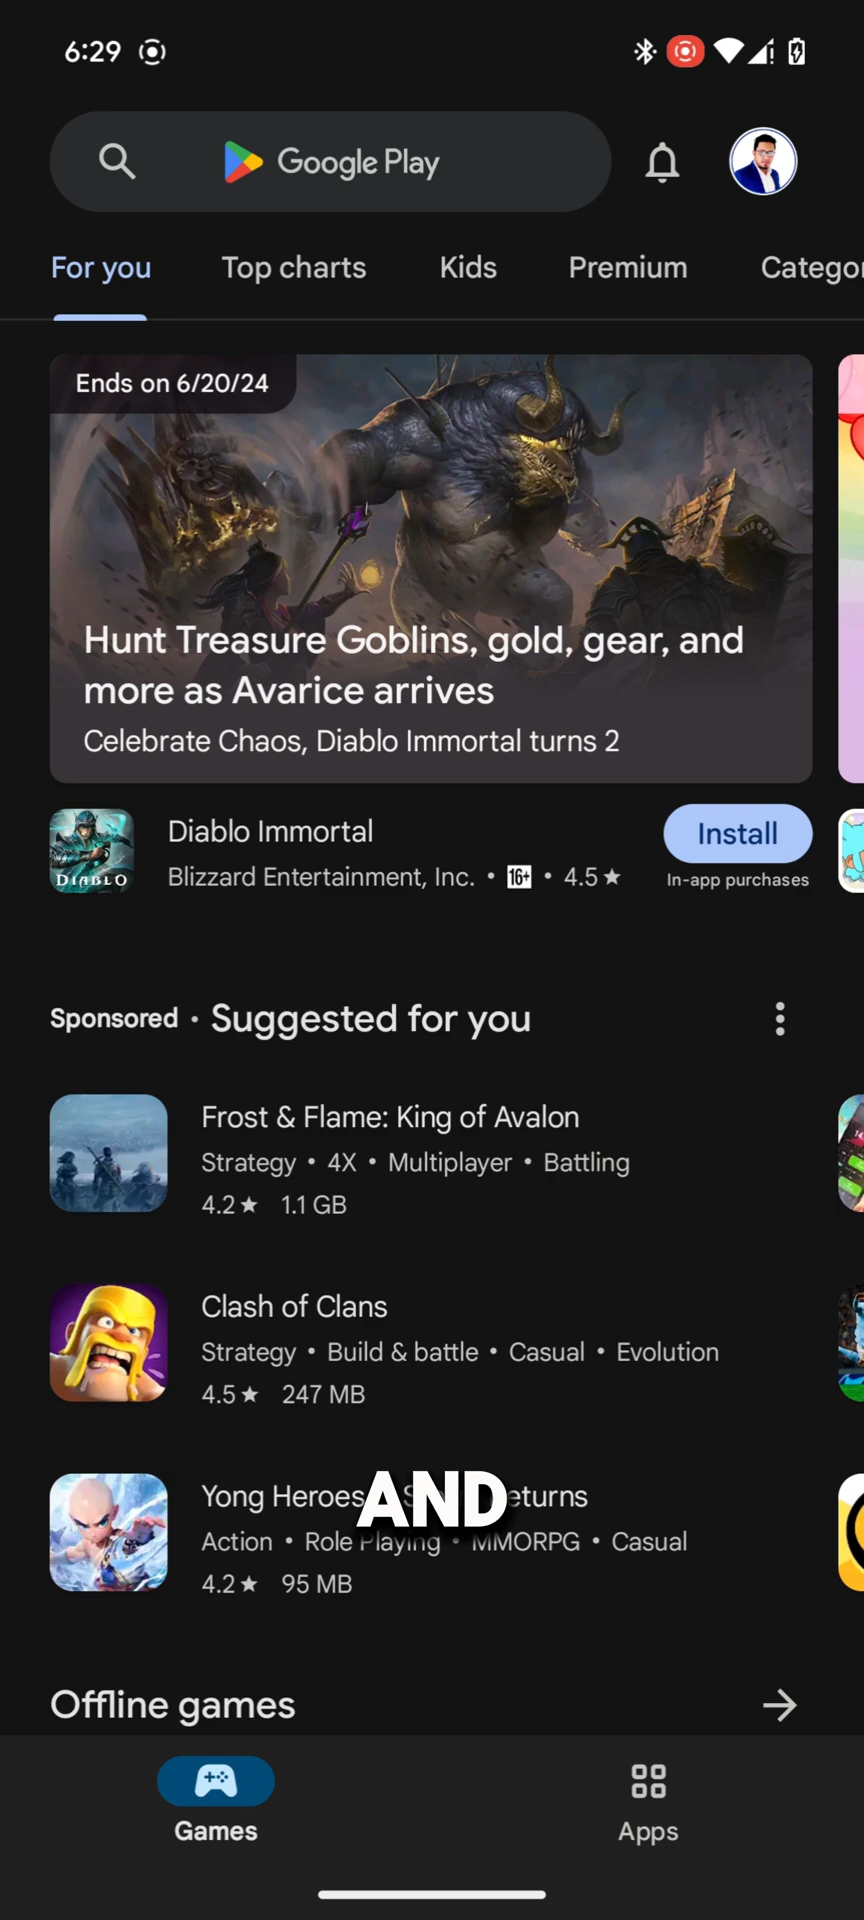 6:29
Google Play
For you Top charts Kids Premium Categor
Ends on 6/20/24
Hunt Treasure Goblins, gold, gear, and
more as Avarice arrives
Celebrate Chaos, Diablo Immortal turns 2
DIABLO
Diablo Immortal
Install
Blizzard Entertainment, Inc. • 16+ • 4.5★
In-app purchases
Sponsored • Suggested for you
Frost & Flame: King of Avalon
Strategy • 4X • Multiplayer • Battling
4.2★ 1.1 GB
Clash of Clans
Strategy • Build & battle • Casual • Evolution
4.5★ 247 MB
Yong Heroes
AND
Action • Role Playing • MMORPG • Casual
4.2★ 95 MB
Offline games
Games Apps